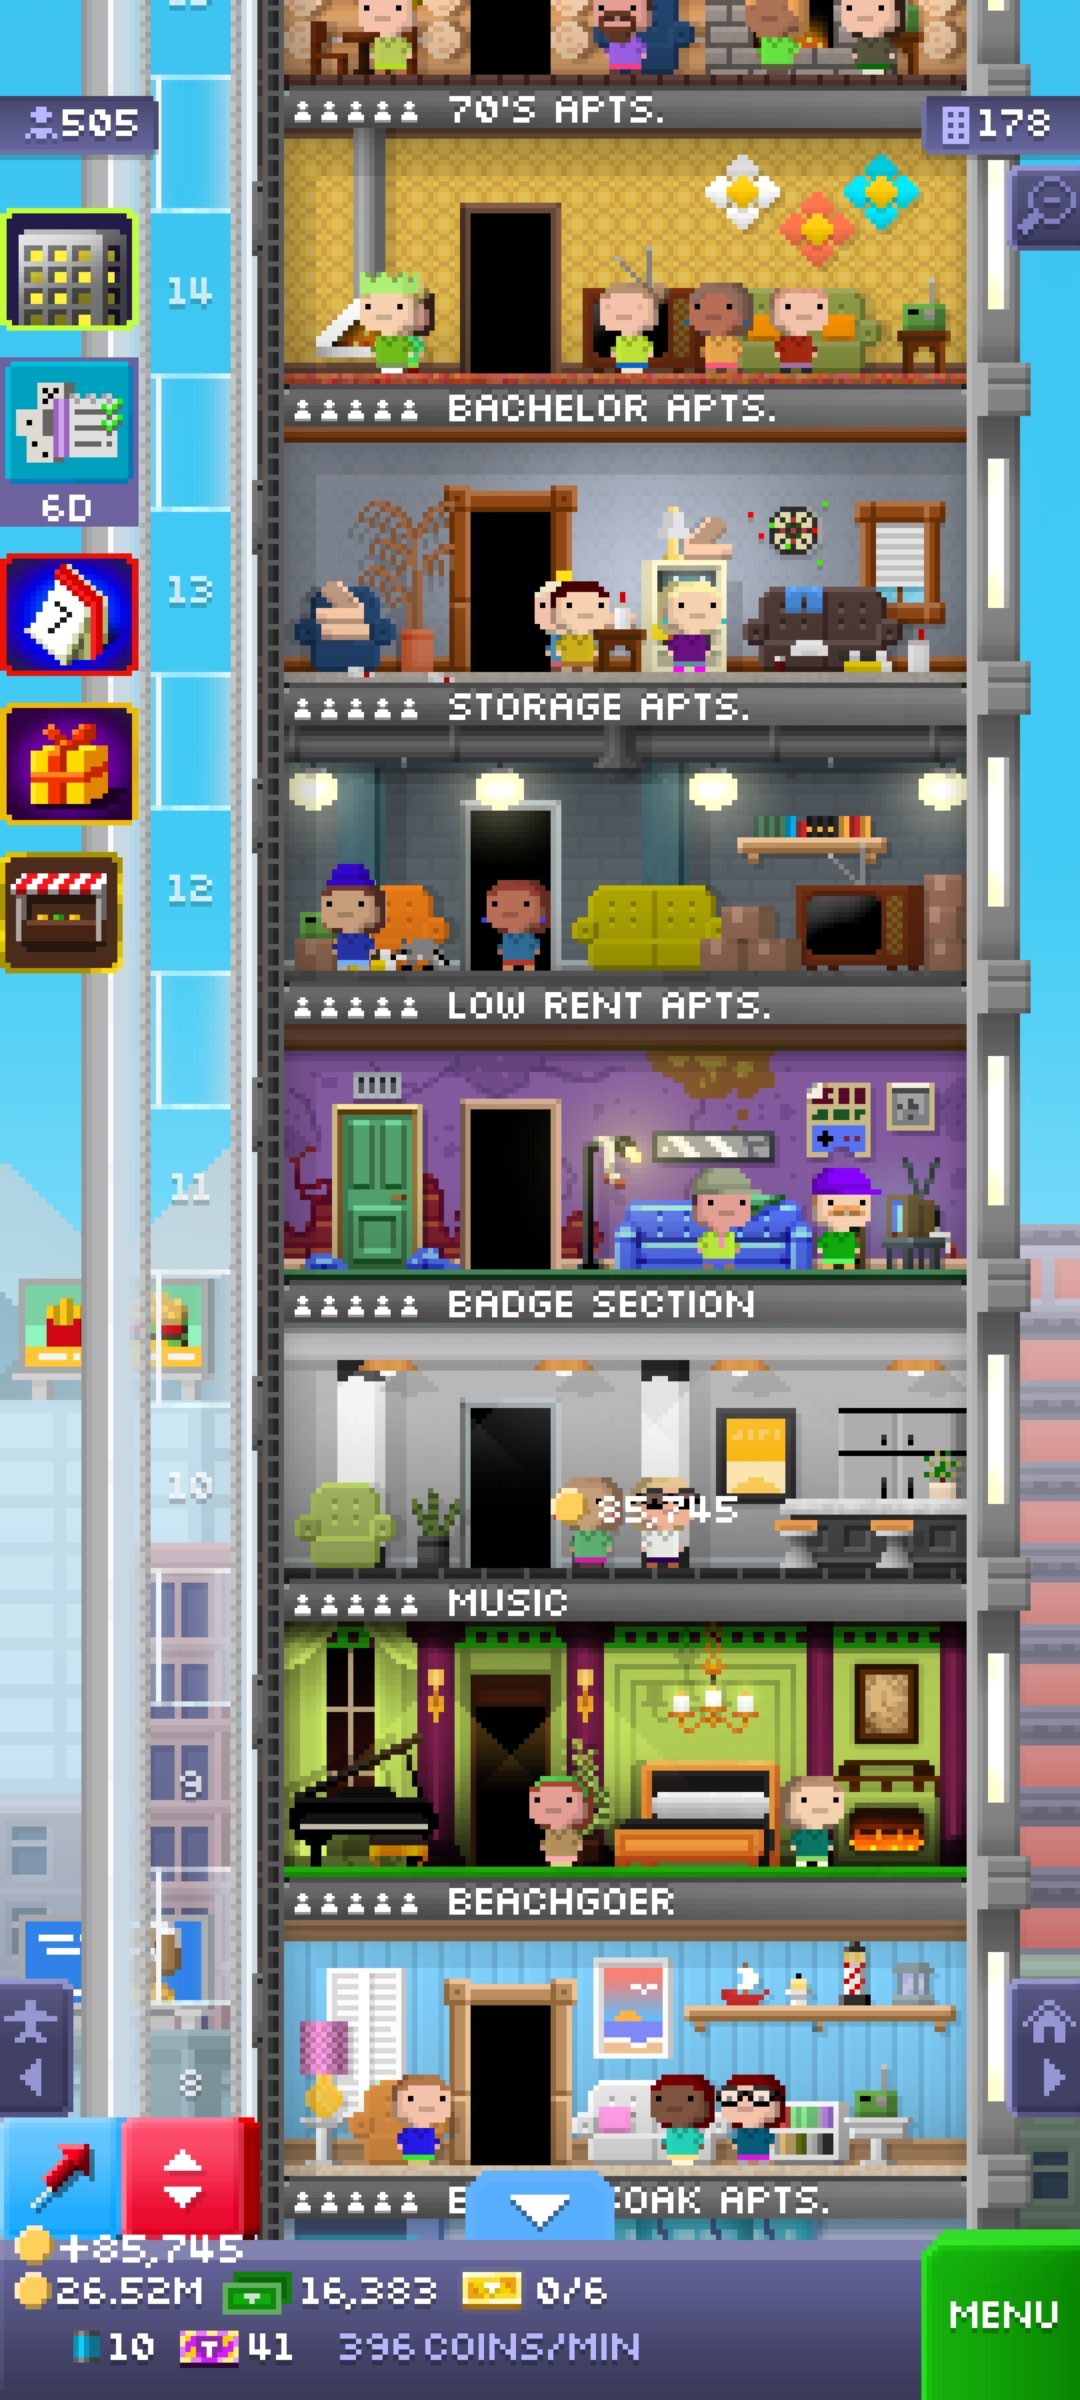 70'S APTS.
505
178
14
BACHELOR APTS.
6D
13
7
STORAGE APTS.
12
LOW RENT APTS.
11
BADGE SECTION
10
85,745
MUSIC
9
BEACHGOER
8
OAK APTS.
+85,745
26.52M 16,383 0/6
MENU
10 T 41 396 COINS/MIN